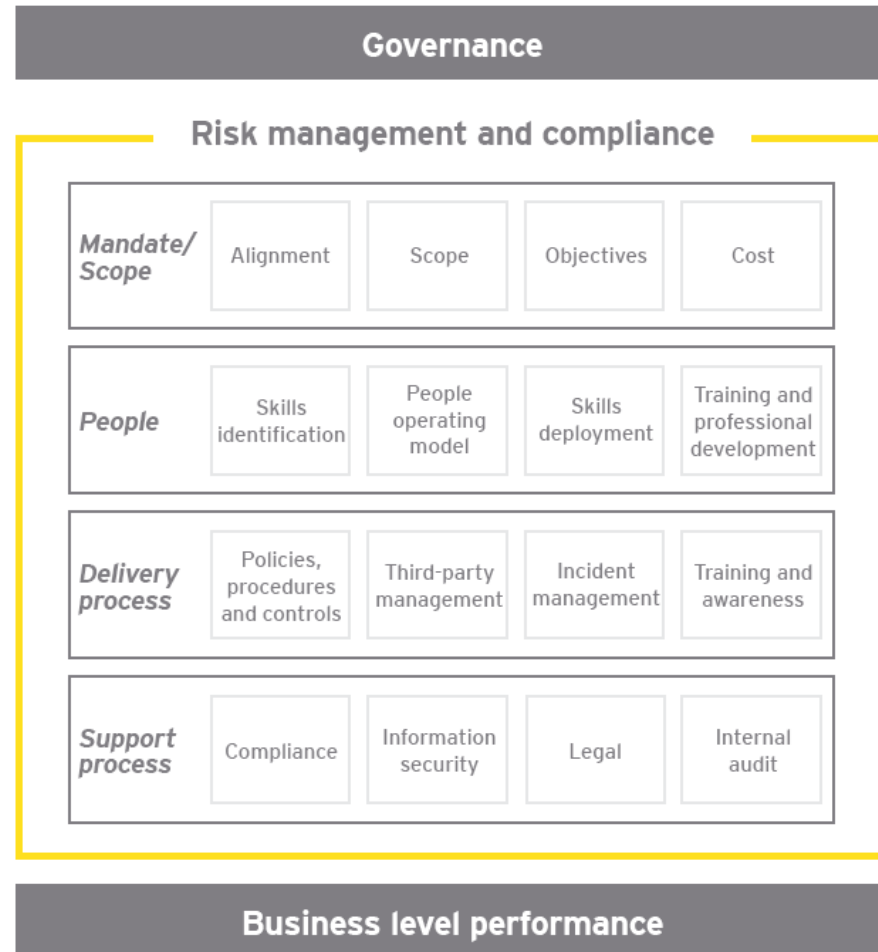 Governance
Risk management and compliance
Mandate/
Scope
Alignment
Scope
Objectives
Cost
People
Skills
identification
People
operating
model
Skills
deployment
Training and
professional
development
Delivery
process
Policies,
procedures
and controls
Third-party
management
Incident
management
Training and
awareness
Support
process
Compliance
Information
security
Legal
Internal
audit
Business level performance